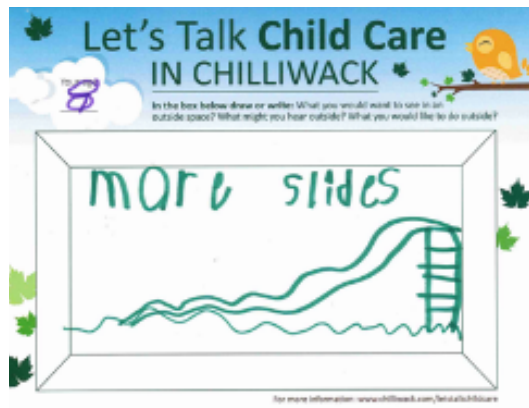 Let's Talk Child Care
IN CHILLIWACK
8
In the box below draw or write: What you would want to see in an
outside space? What might you hear outside? What you would like to do outside?
more slides
For more information: www.chilliwack.com/letstalkchildcare